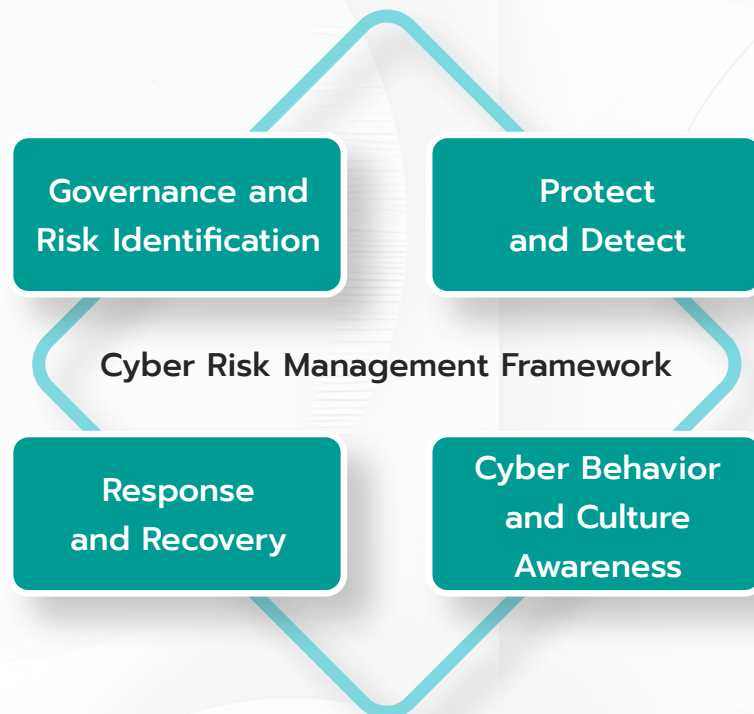 Governance and
Risk Identification
Protect
and Detect
Cyber Risk Management Framework
Response
and Recovery
Cyber Behavior
and Culture
Awareness